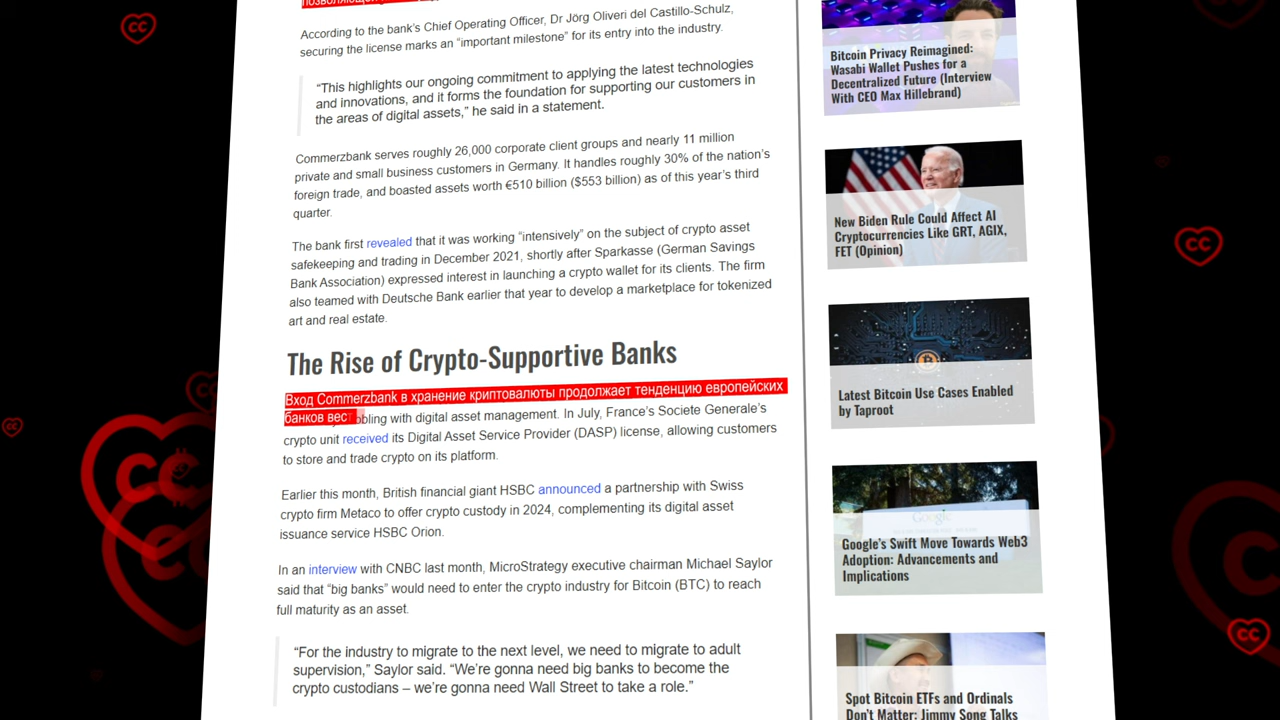 According to the bank's Chief Operating Officer, Dr Jörg Oliveri del Castillo-Schulz,
securing the license marks an “important milestone” for its entry into the industry.
“This highlights our ongoing commitment to applying the latest technologies
and innovations, and it forms the foundation for supporting our customers in
the areas of digital assets,” he said in a statement.
Commerzbank serves roughly 26,000 corporate client groups and nearly 11 million
private and small business customers in Germany. It handles roughly 30% of the nation's
foreign trade, and boasted assets worth €510 billion ($553 billion) as of this year's third
quarter.
The bank first revealed that it was working “intensively” on the subject of crypto asset
safekeeping and trading in December 2021, shortly after Sparkasse (German Savings
Bank Association) expressed interest in launching a crypto wallet for its clients. The firm
also teamed with Deutsche Bank earlier that year to develop a marketplace for tokenized
art and real estate.
The Rise of Crypto-Supportive Banks
Вход Commerzbank в хранение криптовалюты продолжает тенденцию европейских
банков вес
with digital asset management. In July, France's Societe Generale's
crypto unit received its Digital Asset Service Provider (DASP) license, allowing customers
to store and trade crypto on its platform.
Earlier this month, British financial giant HSBC announced a partnership with Swiss
crypto firm Metaco to offer crypto custody in 2024, complementing its digital asset
issuance service HSBC Orion.
In an interview with CNBC last month, MicroStrategy executive chairman Michael Saylor
said that “big banks” would need to enter the crypto industry for Bitcoin (BTC) to reach
full maturity as an asset.
“For the industry to migrate to the next level, we need to migrate to adult
supervision,” Saylor said. “We're gonna need big banks to become the
crypto custodians – we're gonna need Wall Street to take a role.”
Bitcoin Privacy Reimagined:
Wasabi Wallet Pushes for a
Decentralized Future (Interview
With CEO Max Hillebrand)
New Biden Rule Could Affect AI
Cryptocurrencies Like GRT, AGIX,
FET (Opinion)
Latest Bitcoin Use Cases Enabled
by Taproot
Google
Google's Swift Move Towards Web3
Adoption: Advancements and
Implications
Spot Bitcoin ETFs and Ordinals
Don't Matter: Jimmy Song Talks
CC
CC
CC
CC
CC